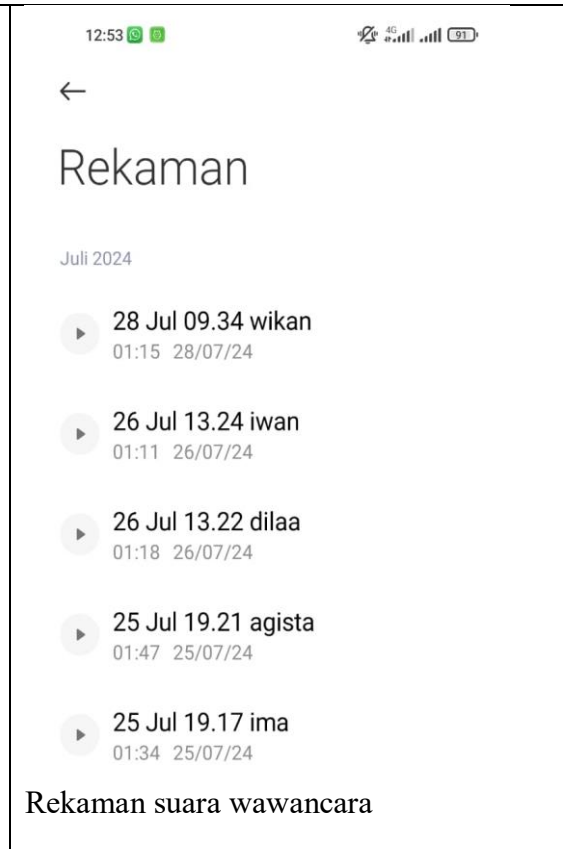 12:53
4G
91
Rekaman
Juli 2024
28 Jul 09.34 wikan
01:15 28/07/24
26 Jul 13.24 iwan
01:11 26/07/24
26 Jul 13.22 dilaa
01:18 26/07/24
25 Jul 19.21 agista
01:47 25/07/24
25 Jul 19.17 ima
01:34 25/07/24
Rekaman suara wawancara